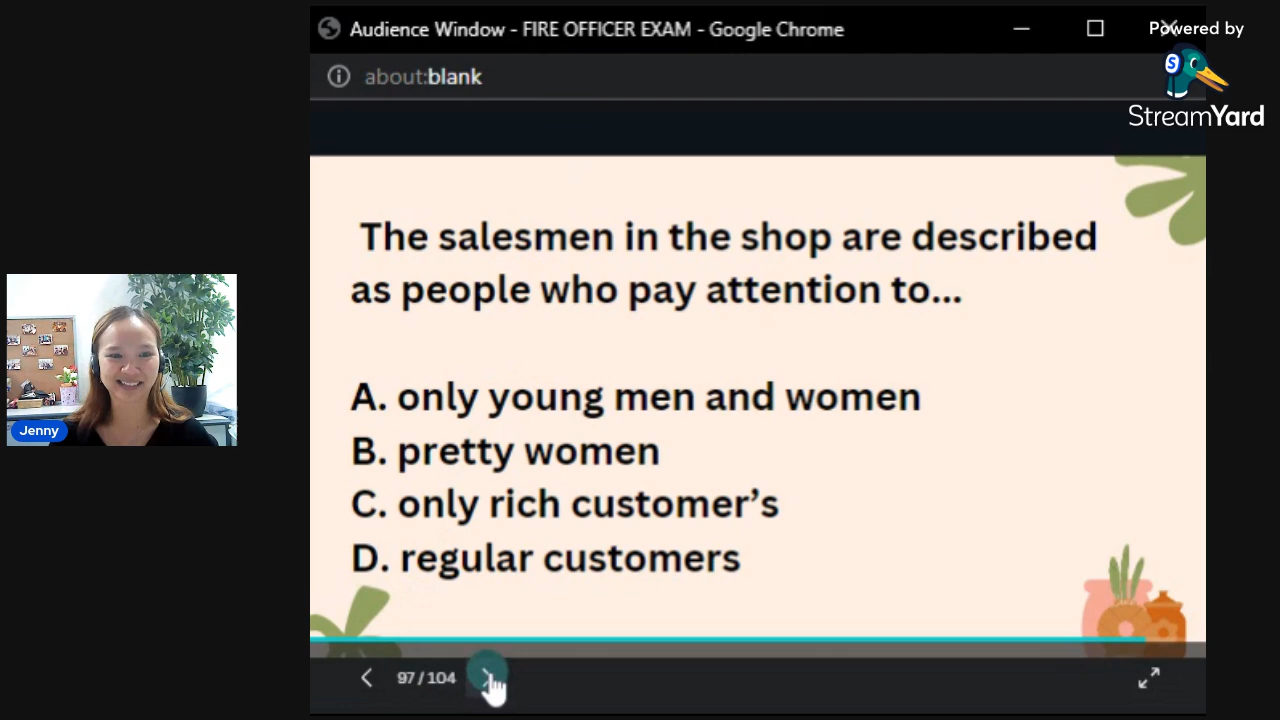 Audience Window - FIRE OFFICER EXAM - Google Chrome
Powered by
about:blank
StreamYard
The salesmen in the shop are described
as people who pay attention to...
A. only young men and women
B. pretty women
C. only rich customer’s
D. regular customers
Jenny
97 / 104